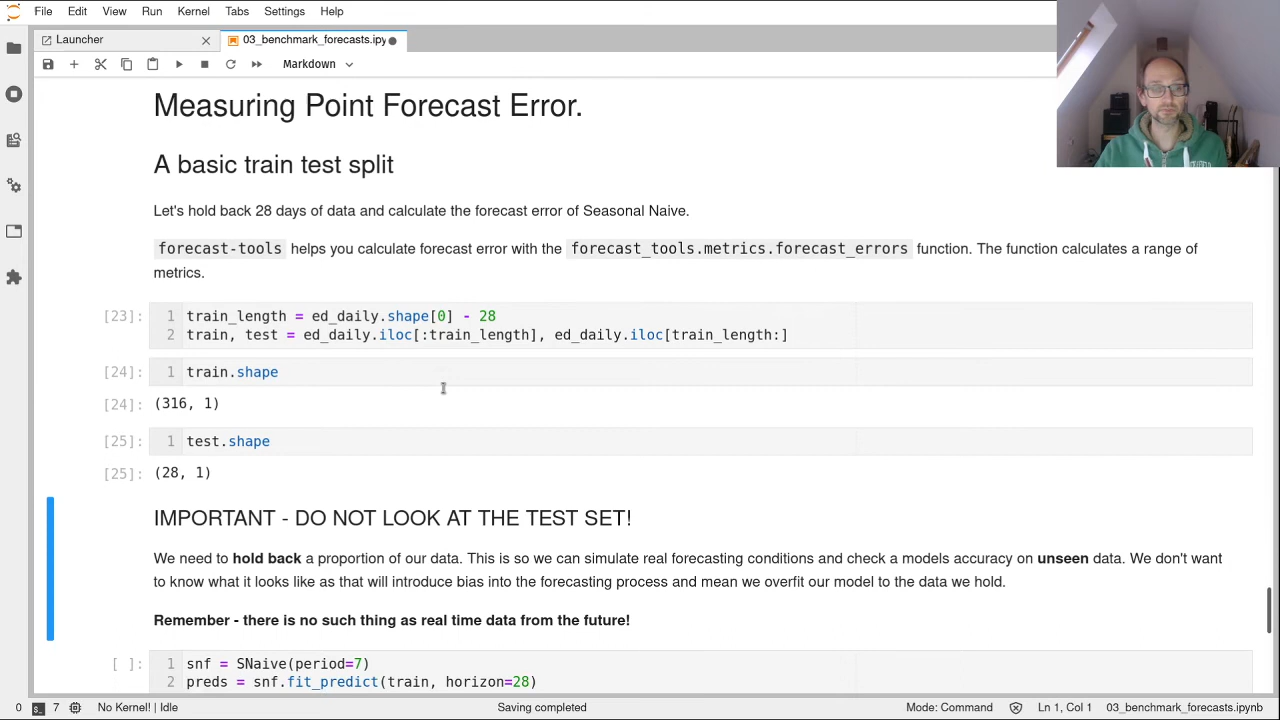 File Edit View Run Kernel Tabs Settings Help
Launcher
03_benchmark_forecasts.ipy
Markdown
Measuring Point Forecast Error.
A basic train test split
Let's hold back 28 days of data and calculate the forecast error of Seasonal Naive.
forecast-tools helps you calculate forecast error with the forecast_tools.metrics.forecast_errors function. The function calculates a range of
metrics.
[23]: 1 train_length = ed_daily.shape[0] - 28
2 train, test = ed_daily.iloc[:train_length], ed_daily.iloc[train_length:]
[24]: 1 train.shape
[24]: (316, 1)
[25]: 1 test.shape
[25]: (28, 1)
IMPORTANT - DO NOT LOOK AT THE TEST SET!
We need to hold back a proportion of our data. This is so we can simulate real forecasting conditions and check a models accuracy on unseen data. We don't want
to know what it looks like as that will introduce bias into the forecasting process and mean we overfit our model to the data we hold.
Remember - there is no such thing as real time data from the future!
[ ]: 1 snf = SNaive(period=7)
2 preds = snf.fit_predict(train, horizon=28)
0 7 No Kernel! | Idle Saving completed Mode: Command Ln 1, Col 1 03_benchmark_forecasts.ipynb